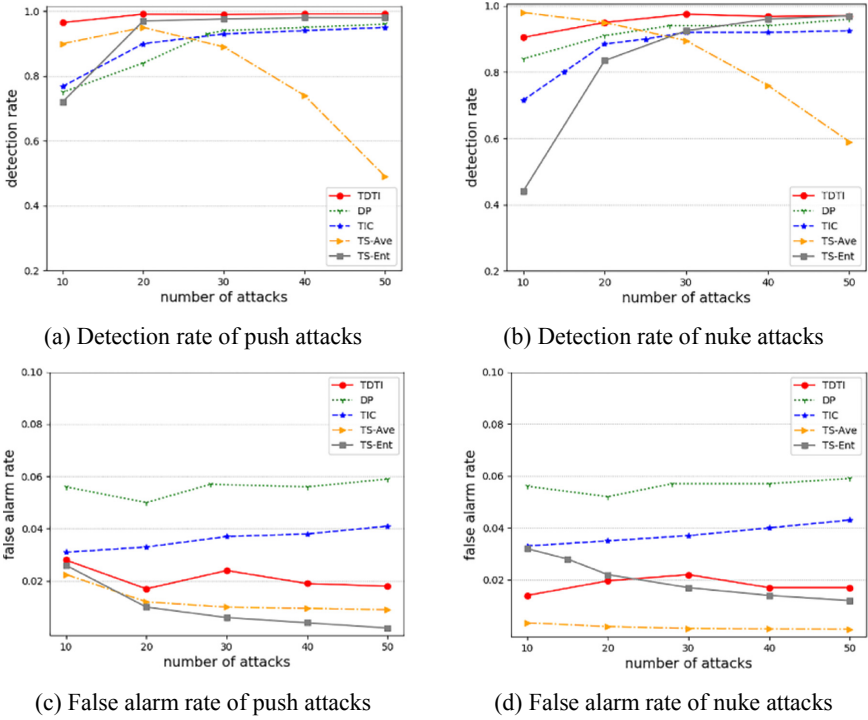 1.0
0.8
0.6
0.4
0.2
detection rate
10 20 30 40 50
number of attacks
TDTI
DP
TIC
TS-Ave
TS-Ent
(a) Detection rate of push attacks
1.0
0.8
0.6
0.4
0.2
detection rate
10 20 30 40 50
number of attacks
TDTI
DP
TIC
TS-Ave
TS-Ent
(b) Detection rate of nuke attacks
0.10
0.08
0.06
0.04
0.02
false alarm rate
10 20 30 40 50
number of attacks
TDTI
DP
TIC
TS-Ave
TS-Ent
(c) False alarm rate of push attacks
0.10
0.08
0.06
0.04
0.02
false alarm rate
10 20 30 40 50
number of attacks
TDTI
DP
TIC
TS-Ave
TS-Ent
(d) False alarm rate of nuke attacks